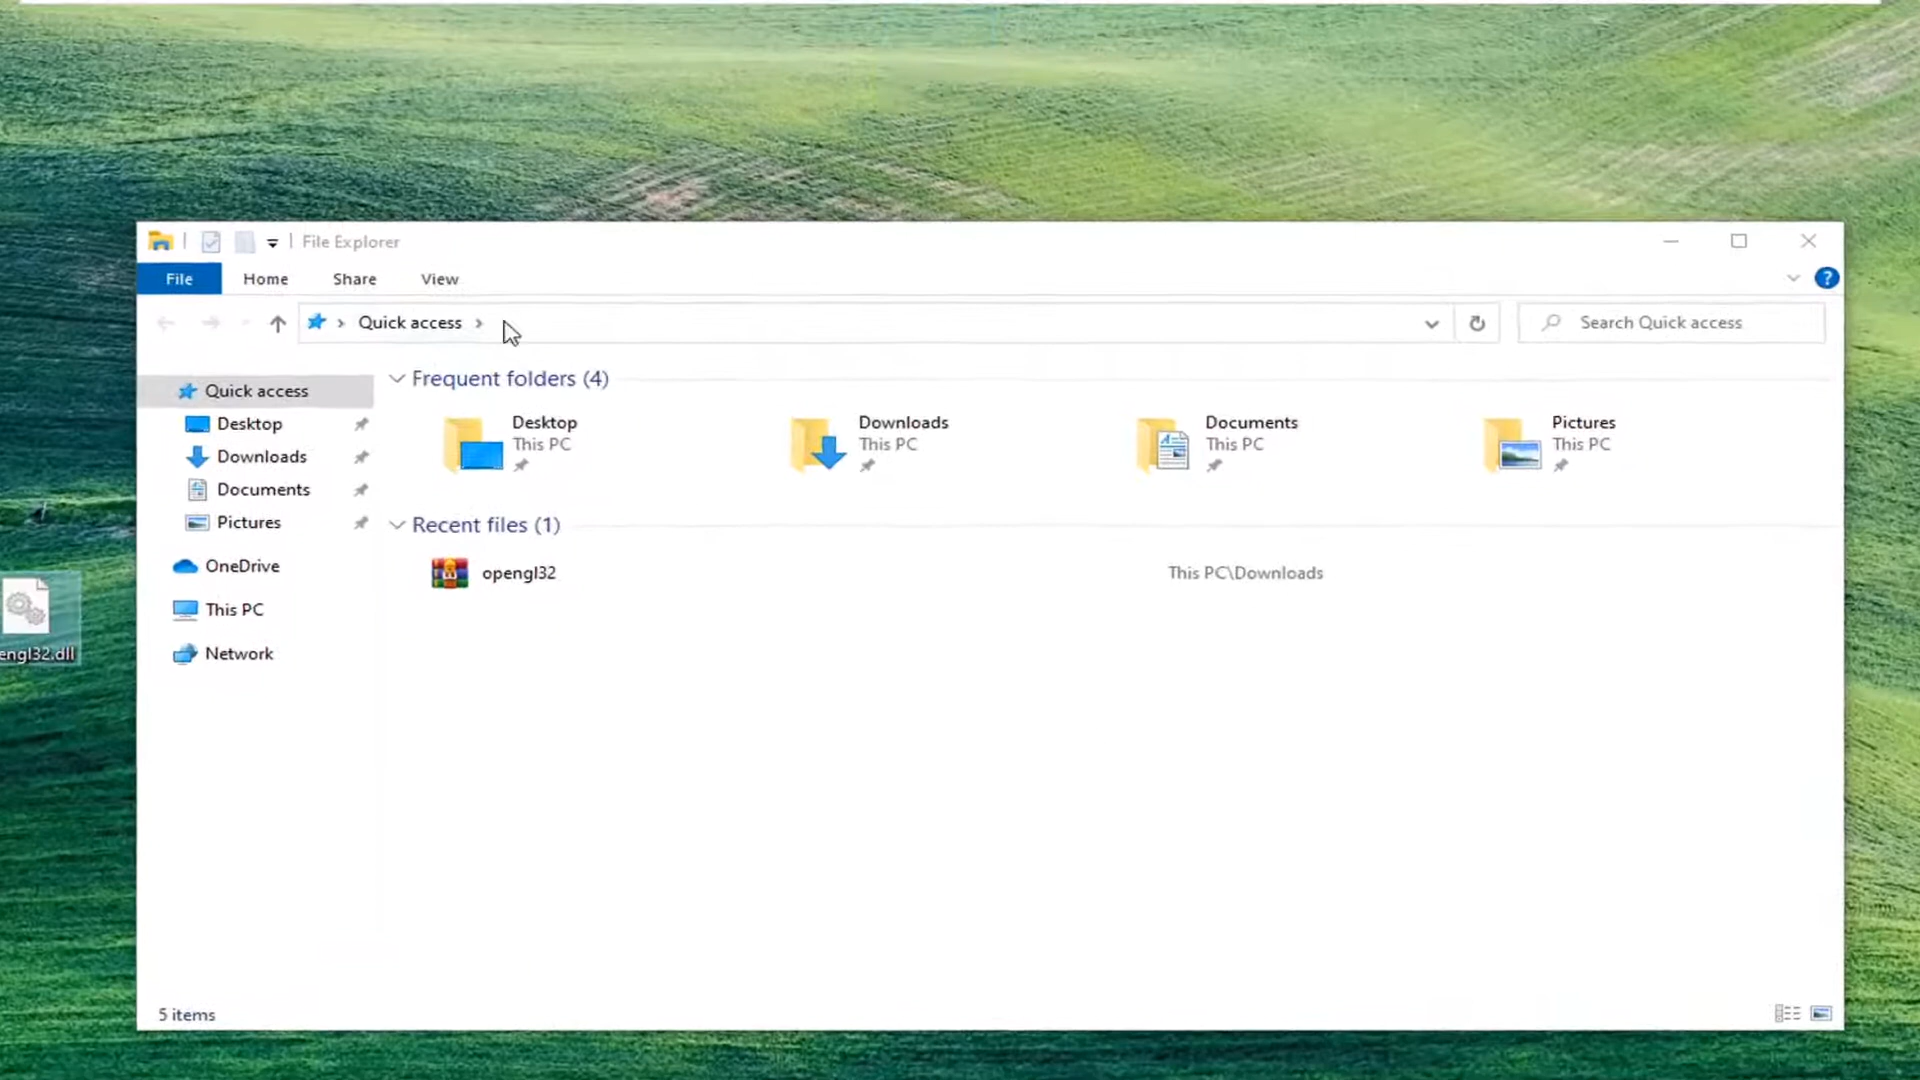 File Explorer
File Home Share View
Quick access
Search Quick access
Quick access
Desktop
Downloads
Documents
Pictures
OneDrive
This PC
Network
Frequent folders (4)
Desktop
This PC
Downloads
This PC
Documents
This PC
Pictures
This PC
Recent files (1)
opengl32 This PC\Downloads
engl32.dll
5 items